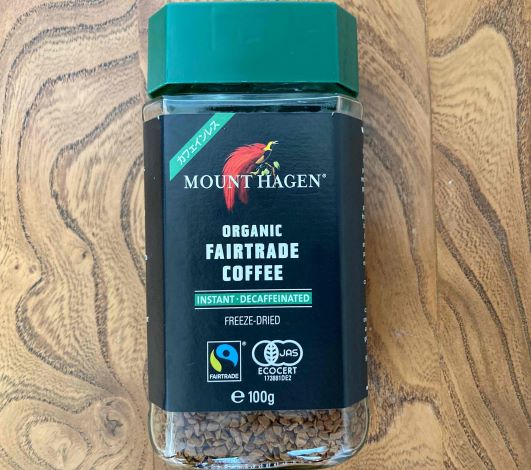 カフェインレス
MOUNT HAGEN®
ORGANIC
FAIRTRADE
COFFEE
INSTANT · DECAFFEINATED
FREEZE-DRIED
®
FAIRTRADE
JAS
ECOCERT
173881DE2
℮ 100g